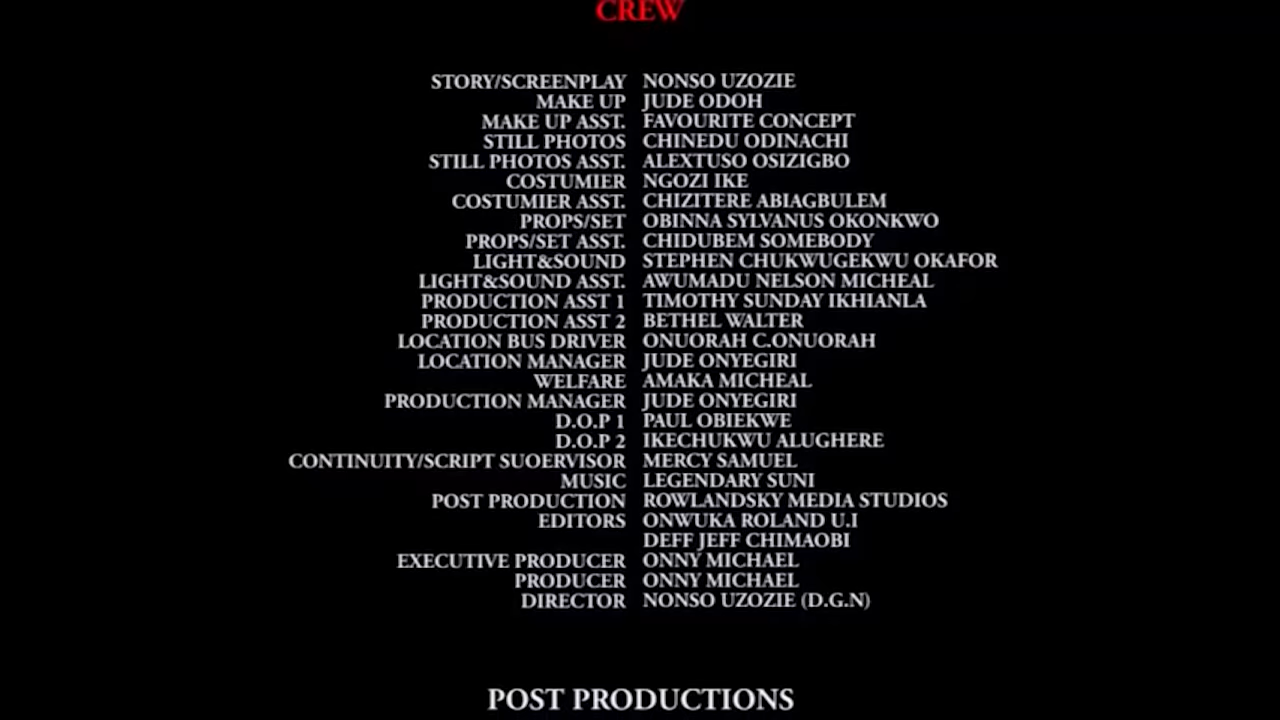 CREW
STORY/SCREENPLAY NONSO UZOZIE
MAKE UP JUDE ODOH
MAKE UP ASST. FAVOURITE CONCEPT
STILL PHOTOS CHINEDU ODINACHI
STILL PHOTOS ASST. ALEXTUSO OSIZIGBO
COSTUMIER NGOZI IKE
COSTUMIER ASST. CHIZITERE ABIAGBULEM
PROPS/SET OBINNA SYLVANUS OKONKWO
PROPS/SET ASST. CHIDUBEM SOMEBODY
LIGHT&SOUND STEPHEN CHUKWUGEKWU OKAFOR
LIGHT&SOUND ASST. AWUMADU NELSON MICHEAL
PRODUCTION ASST 1 TIMOTHY SUNDAY IKHIANLA
PRODUCTION ASST 2 BETHEL WALTER
LOCATION BUS DRIVER ONUORAH C.ONUORAH
LOCATION MANAGER JUDE ONYEGIRI
WELFARE AMAKA MICHEAL
PRODUCTION MANAGER JUDE ONYEGIRI
D.O.P 1 PAUL OBIEKWE
D.O.P 2 IKECHUKWU ALUGHERE
CONTINUITY/SCRIPT SUOERVISOR MERCY SAMUEL
MUSIC LEGENDARY SUNI
POST PRODUCTION ROWLANDSKY MEDIA STUDIOS
EDITORS ONWUKA ROLAND U.I
DEFF JEFF CHIMAOBI
EXECUTIVE PRODUCER ONNY MICHAEL
PRODUCER ONNY MICHAEL
DIRECTOR NONSO UZOZIE (D.G.N)
POST PRODUCTIONS